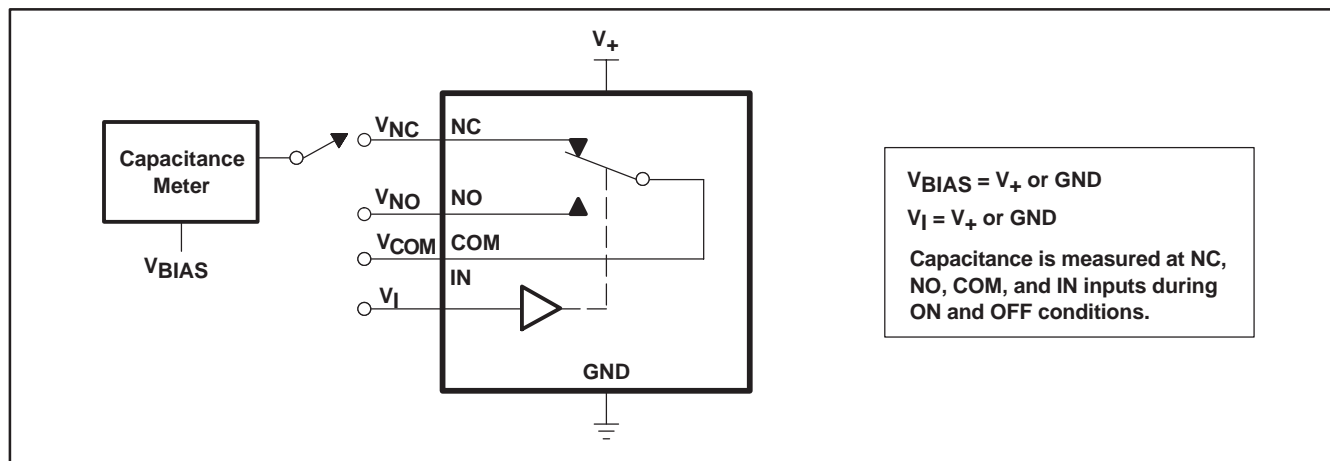 V+
Capacitance
Meter
VBIAS
VNC NC
VNO NO
VCOM COM
IN
VI
GND
VBIAS = V+ or GND
VI = V+ or GND
Capacitance is measured at NC,
NO, COM, and IN inputs during
ON and OFF conditions.